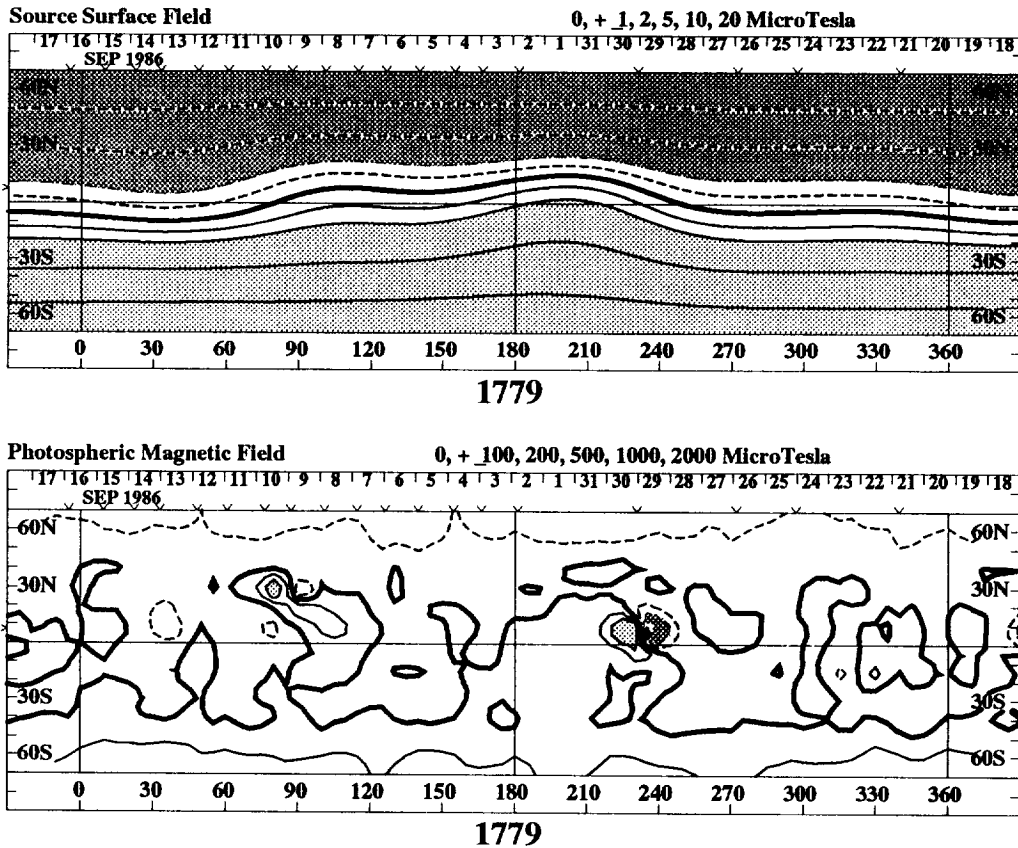 Source Surface Field 0, + _1, 2, 5, 10, 20 MicroTesla
17 16 15 14 13 12 11 10 9 8 7 6 5 4 3 2 1 31 30 29 28 27 26 25 24 23 22 21 20 19 18
SEP 1986
60N 60N
30N 30N
30S 30S
60S 60S
0 30 60 90 120 150 180 210 240 270 300 330 360
1779
Photospheric Magnetic Field 0, + _100, 200, 500, 1000, 2000 MicroTesla
17 16 15 14 13 12 11 10 9 8 7 6 5 4 3 2 1 31 30 29 28 27 26 25 24 23 22 21 20 19 18
SEP 1986
60N 60N
30N 30N
30S 30S
60S 60S
0 30 60 90 120 150 180 210 240 270 300 330 360
1779